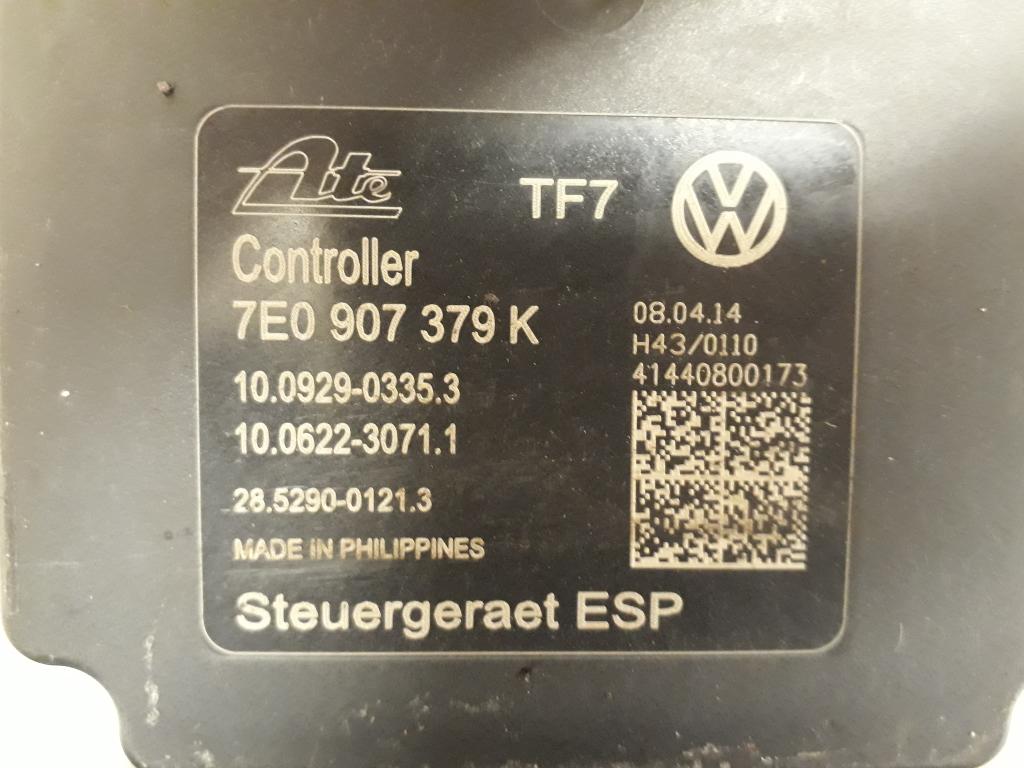 Ate
TF7
Controller
7E0 907 379 K
08.04.14
H43/0110
41440800173
10.0929-0335.3
10.0622-3071.1
28.5290-0121.3
MADE IN PHILIPPINES
Steuergeraet ESP